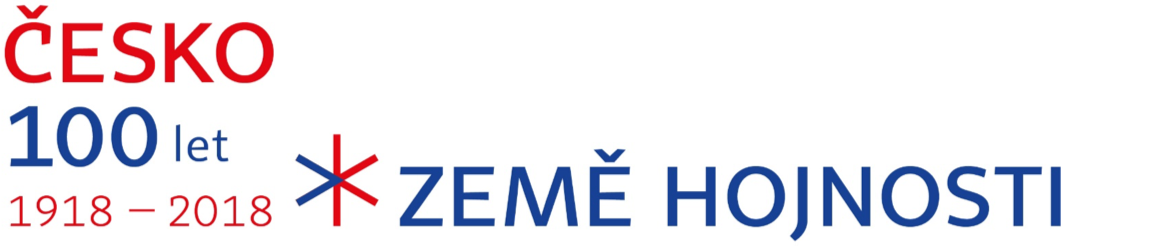 ČESKO
100 let
1918 – 2018
ZEMĚ HOJNOSTI